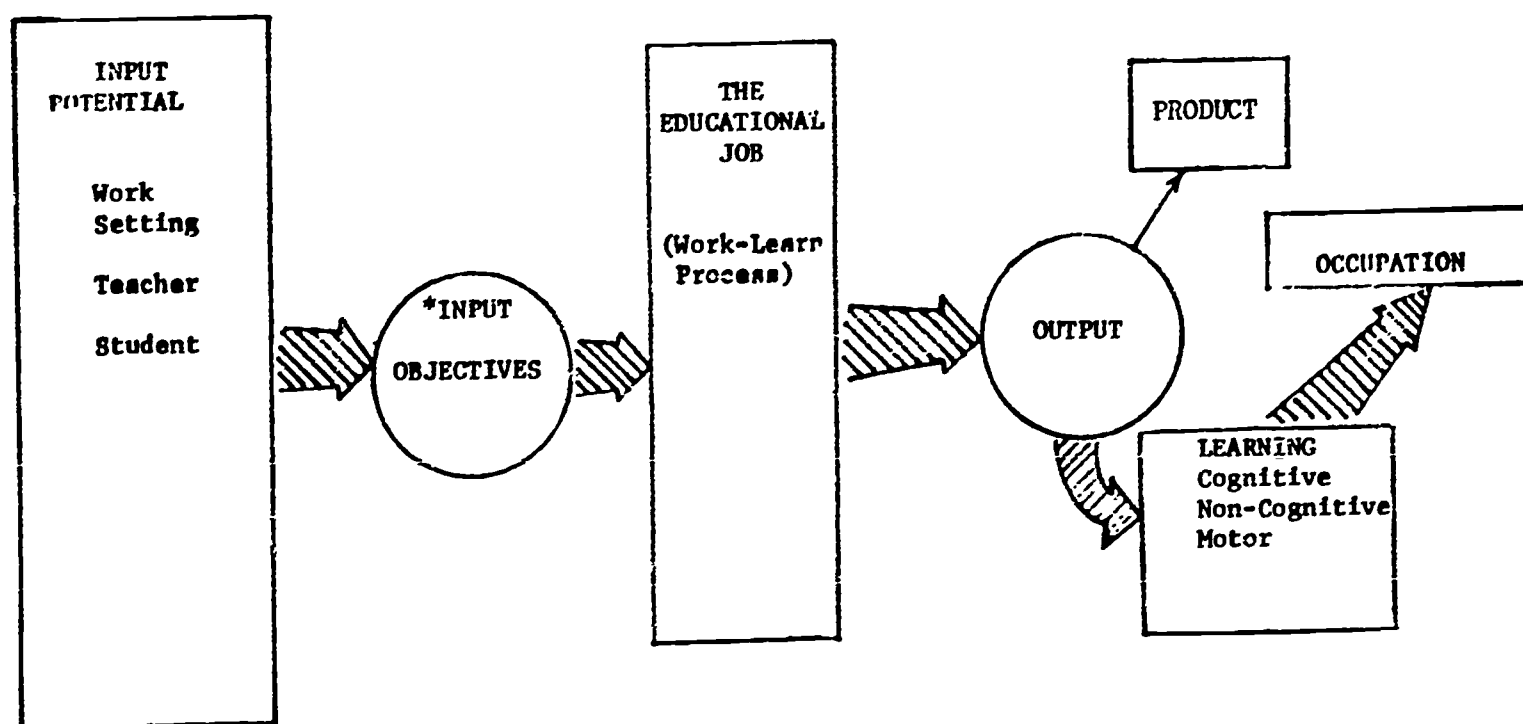 INPUT
POTENTIAL
Work
Setting
Teacher
Student
*INPUT
OBJECTIVES
THE
EDUCATIONAL
JOB
(Work-Learn
Process)
OUTPUT
PRODUCT
OCCUPATION
LEARNING
Cognitive
Non-Cognitive
Motor